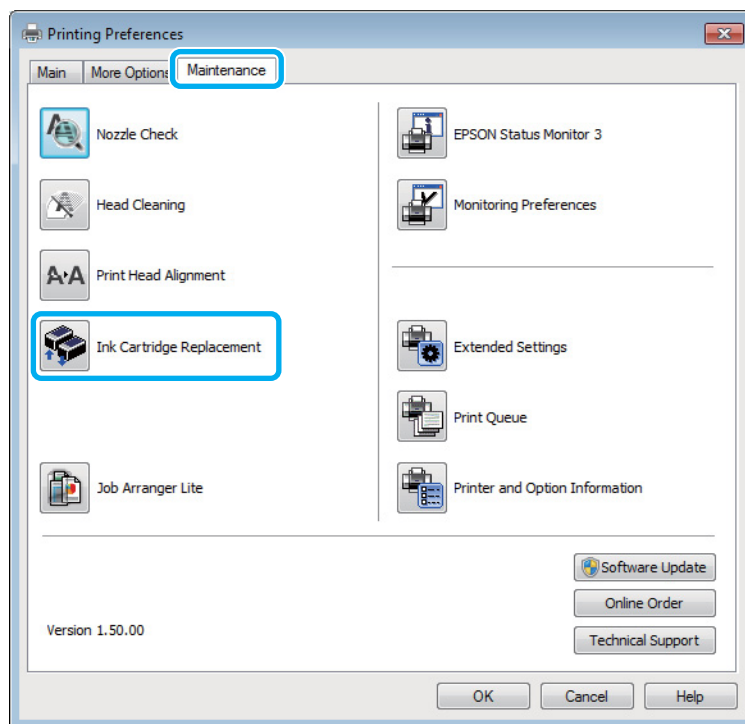 Printing Preferences
Main
More Options
Maintenance
Nozzle Check
EPSON Status Monitor 3
Head Cleaning
Monitoring Preferences
Print Head Alignment
Ink Cartridge Replacement
Extended Settings
Print Queue
Job Arranger Lite
Printer and Option Information
Software Update
Online Order
Version 1.50.00
Technical Support
OK
Cancel
Help